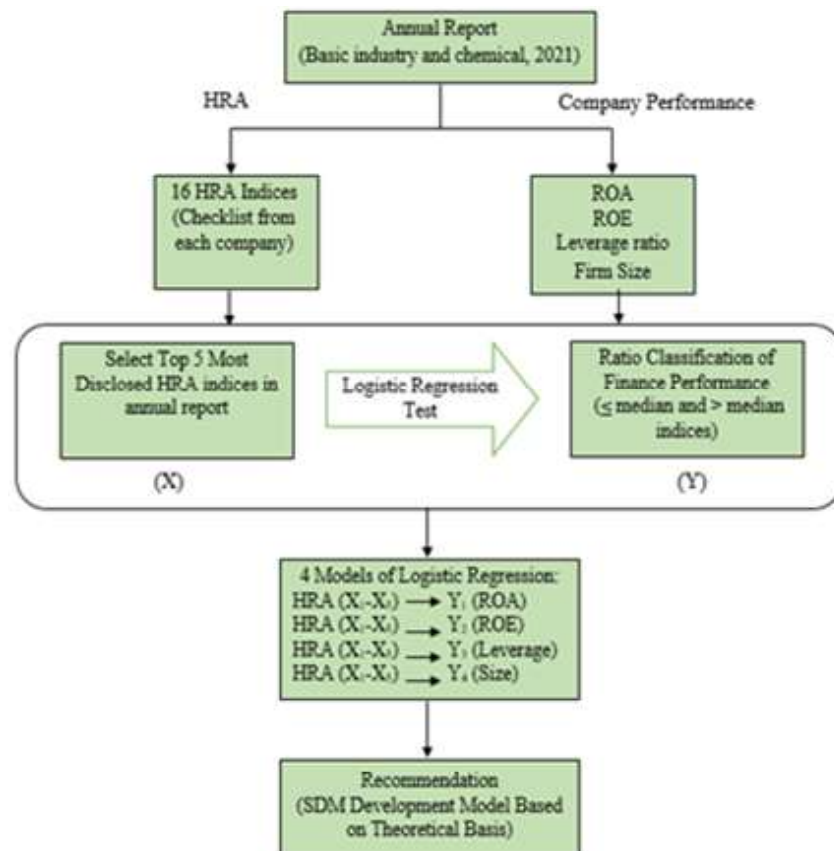 Annual Report
(Basic industry and chemical, 2021)
HRA
Company Performance
16 HRA Indices
(Checklist from
each company)
ROA
ROE
Leverage ratio
Firm Size
Select Top 5 Most
Disclosed HRA indices in
annual report
(X)
Logistic Regression
Test
Ratio Classification of
Finance Performance
(≤ median and > median
indices)
(Y)
4 Models of Logistic Regression:
HRA (X₁-X₅) → Y₁ (ROA)
HRA (X₁-X₅) → Y₂ (ROE)
HRA (X₁-X₅) → Y₃ (Leverage)
HRA (X₁-X₅) → Y₄ (Size)
Recommendation
(SDM Development Model Based
on Theoretical Basis)